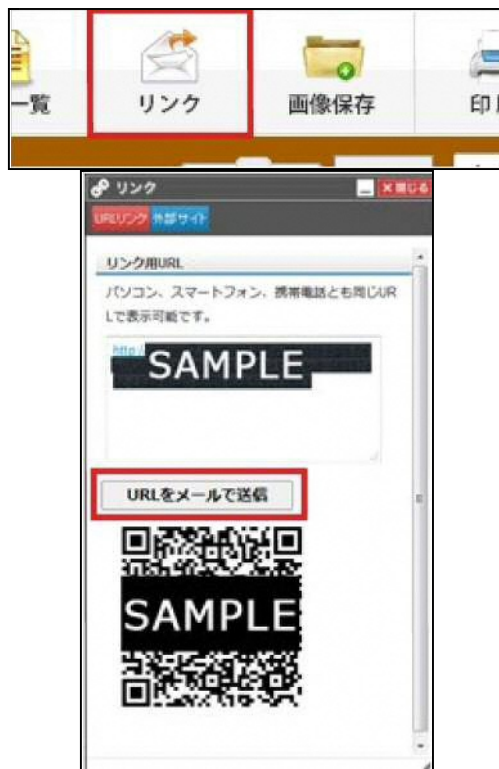 一覧
リンク
画像保存
印
リンク
閉じる
URLリンク 外部サイト
リンク用URL
パソコン、スマートフォン、携帯電話とも同じUR
Lで表示可能です。
http:/
SAMPLE
URLをメールで送信
SAMPLE